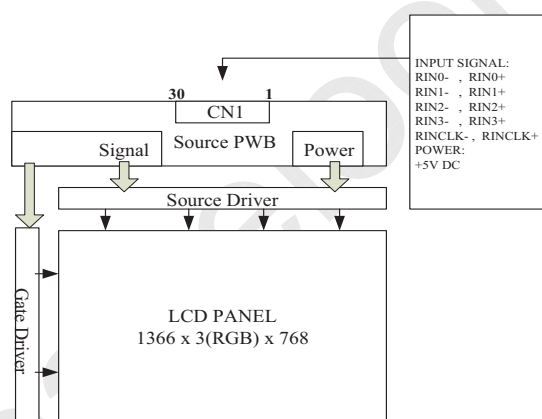 INPUT SIGNAL:
RIN0- , RIN0+
RIN1- , RIN1+
RIN2- , RIN2+
RIN3- , RIN3+
RINCLK- , RINCLK+
POWER:
+5V DC
30 1
CN1
Source PWB
Signal
Power
Source Driver
Gate Driver
LCD PANEL
1366 x 3(RGB) x 768